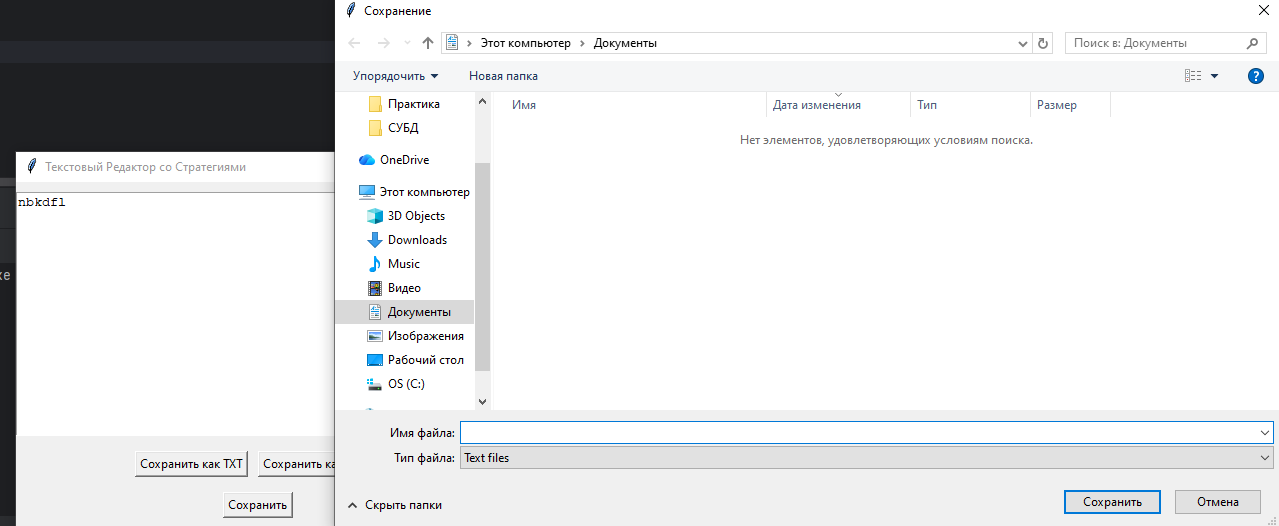 Сохранение
Этот компьютер
Документы
Поиск в: Документы
Упорядочить
Новая папка
?
Практика
СУБД
OneDrive
Этот компьютер
3D Objects
Downloads
Music
Видео
Документы
Изображения
Рабочий стол
OS (C:)
Имя
Дата изменения
Тип
Размер
Нет элементов, удовлетворяющих условиям поиска.
Имя файла:
Тип файла:
Text files
Скрыть папки
Сохранить
Отмена
Текстовый Редактор со Стратегиями
nbkdfl
Сохранить как TXT
Сохранить ка
Сохранить